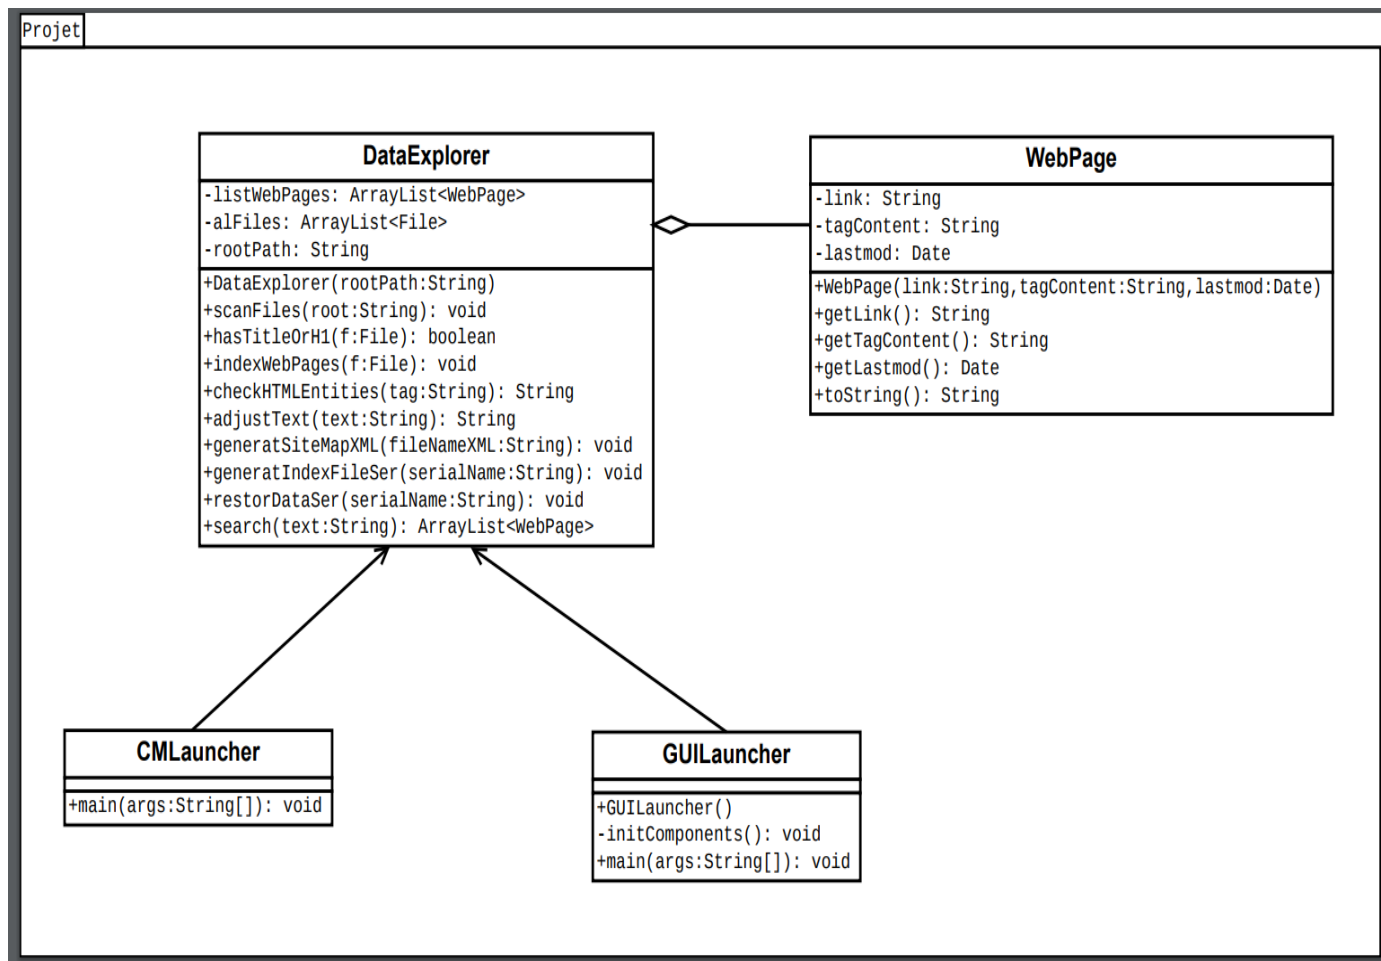 Projet
DataExplorer
-listWebPages: ArrayList<WebPage>
-alFiles: ArrayList<File>
-rootPath: String
+DataExplorer(rootPath:String)
+scanFiles(root:String): void
+hasTitleOrH1(f:File): boolean
+indexWebPages(f:File): void
+checkHTMLEntities(tag:String): String
+adjustText(text:String): String
+generatSiteMapXML(fileNameXML:String): void
+generatIndexFileSer(serialName:String): void
+restorDataSer(serialName:String): void
+search(text:String): ArrayList<WebPage>
WebPage
-link: String
-tagContent: String
-lastmod: Date
+WebPage(link:String,tagContent:String,lastmod:Date)
+getLink(): String
+getTagContent(): String
+getLastmod(): Date
+toString(): String
CMLauncher
+main(args:String[]): void
GUILauncher
+GUILauncher()
-initComponents(): void
+main(args:String[]): void